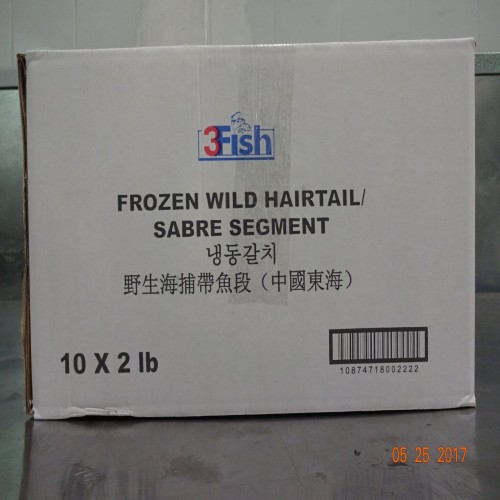 3Fish
FROZEN WILD HAIRTAIL/
SABRE SEGMENT
냉동갈치
野生海捕帶魚段（中國東海）
10 X 2 lb
10874718002222
05 25 2017